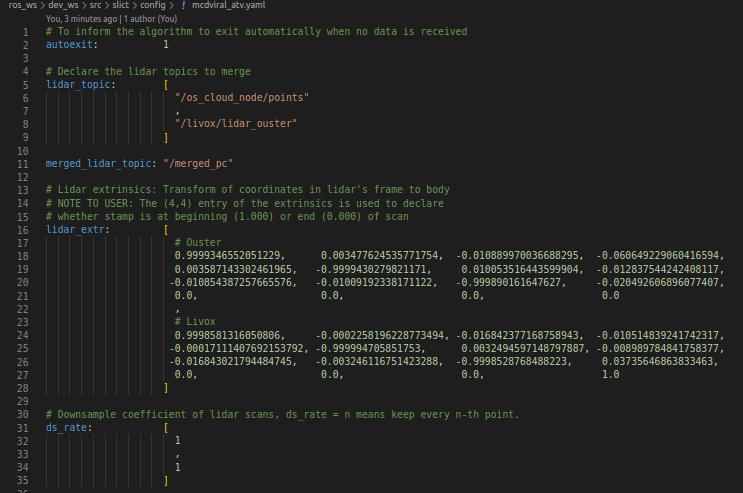 ros_ws > dev_ws > src > slict > config > ! mcdviral_atv.yaml
You, 3 minutes ago | 1 author (You)
1 # To inform the algorithm to exit automatically when no data is received
2 autoexit: 1
3
4 # Declare the lidar topics to merge
5 lidar_topic: [
6 "/os_cloud_node/points"
7 ,
8 "/livox/lidar_ouster"
9 ]
10
11 merged_lidar_topic: "/merged_pc"
12
13 # Lidar extrinsics: Transform of coordinates in lidar's frame to body
14 # NOTE TO USER: The (4,4) entry of the extrinsics is used to declare
15 # whether stamp is at beginning (1.000) or end (0.000) of scan
16 lidar_extr: [
17 # Ouster
18 0.9999346552051229, 0.003477624535771754, -0.010889970036688295, -0.060649229060416594,
19 0.003587143302461965, -0.9999430279821171, 0.010053516443599904, -0.012837544242408117,
20 -0.010854387257665576, -0.01009192338171122, -0.999890161647627, -0.020492606896077407,
21 0.0, 0.0, 0.0, 0.0
22 ,
23 # Livox
24 0.9998581316050806, -0.0002258196228773494, -0.016842377168758943, -0.010514839241742317,
25 -0.00017111407692153792, -0.999994705851753, 0.0032494597148797887, -0.008989784841758377,
26 -0.016843021794484745, -0.003246116751423288, -0.9998528768488223, 0.03735646863833463,
27 0.0, 0.0, 0.0, 1.0
28 ]
29
30 # Downsample coefficient of lidar scans, ds_rate = n means keep every n-th point.
31 ds_rate: [
32 1
33 ,
34 1
35 ]